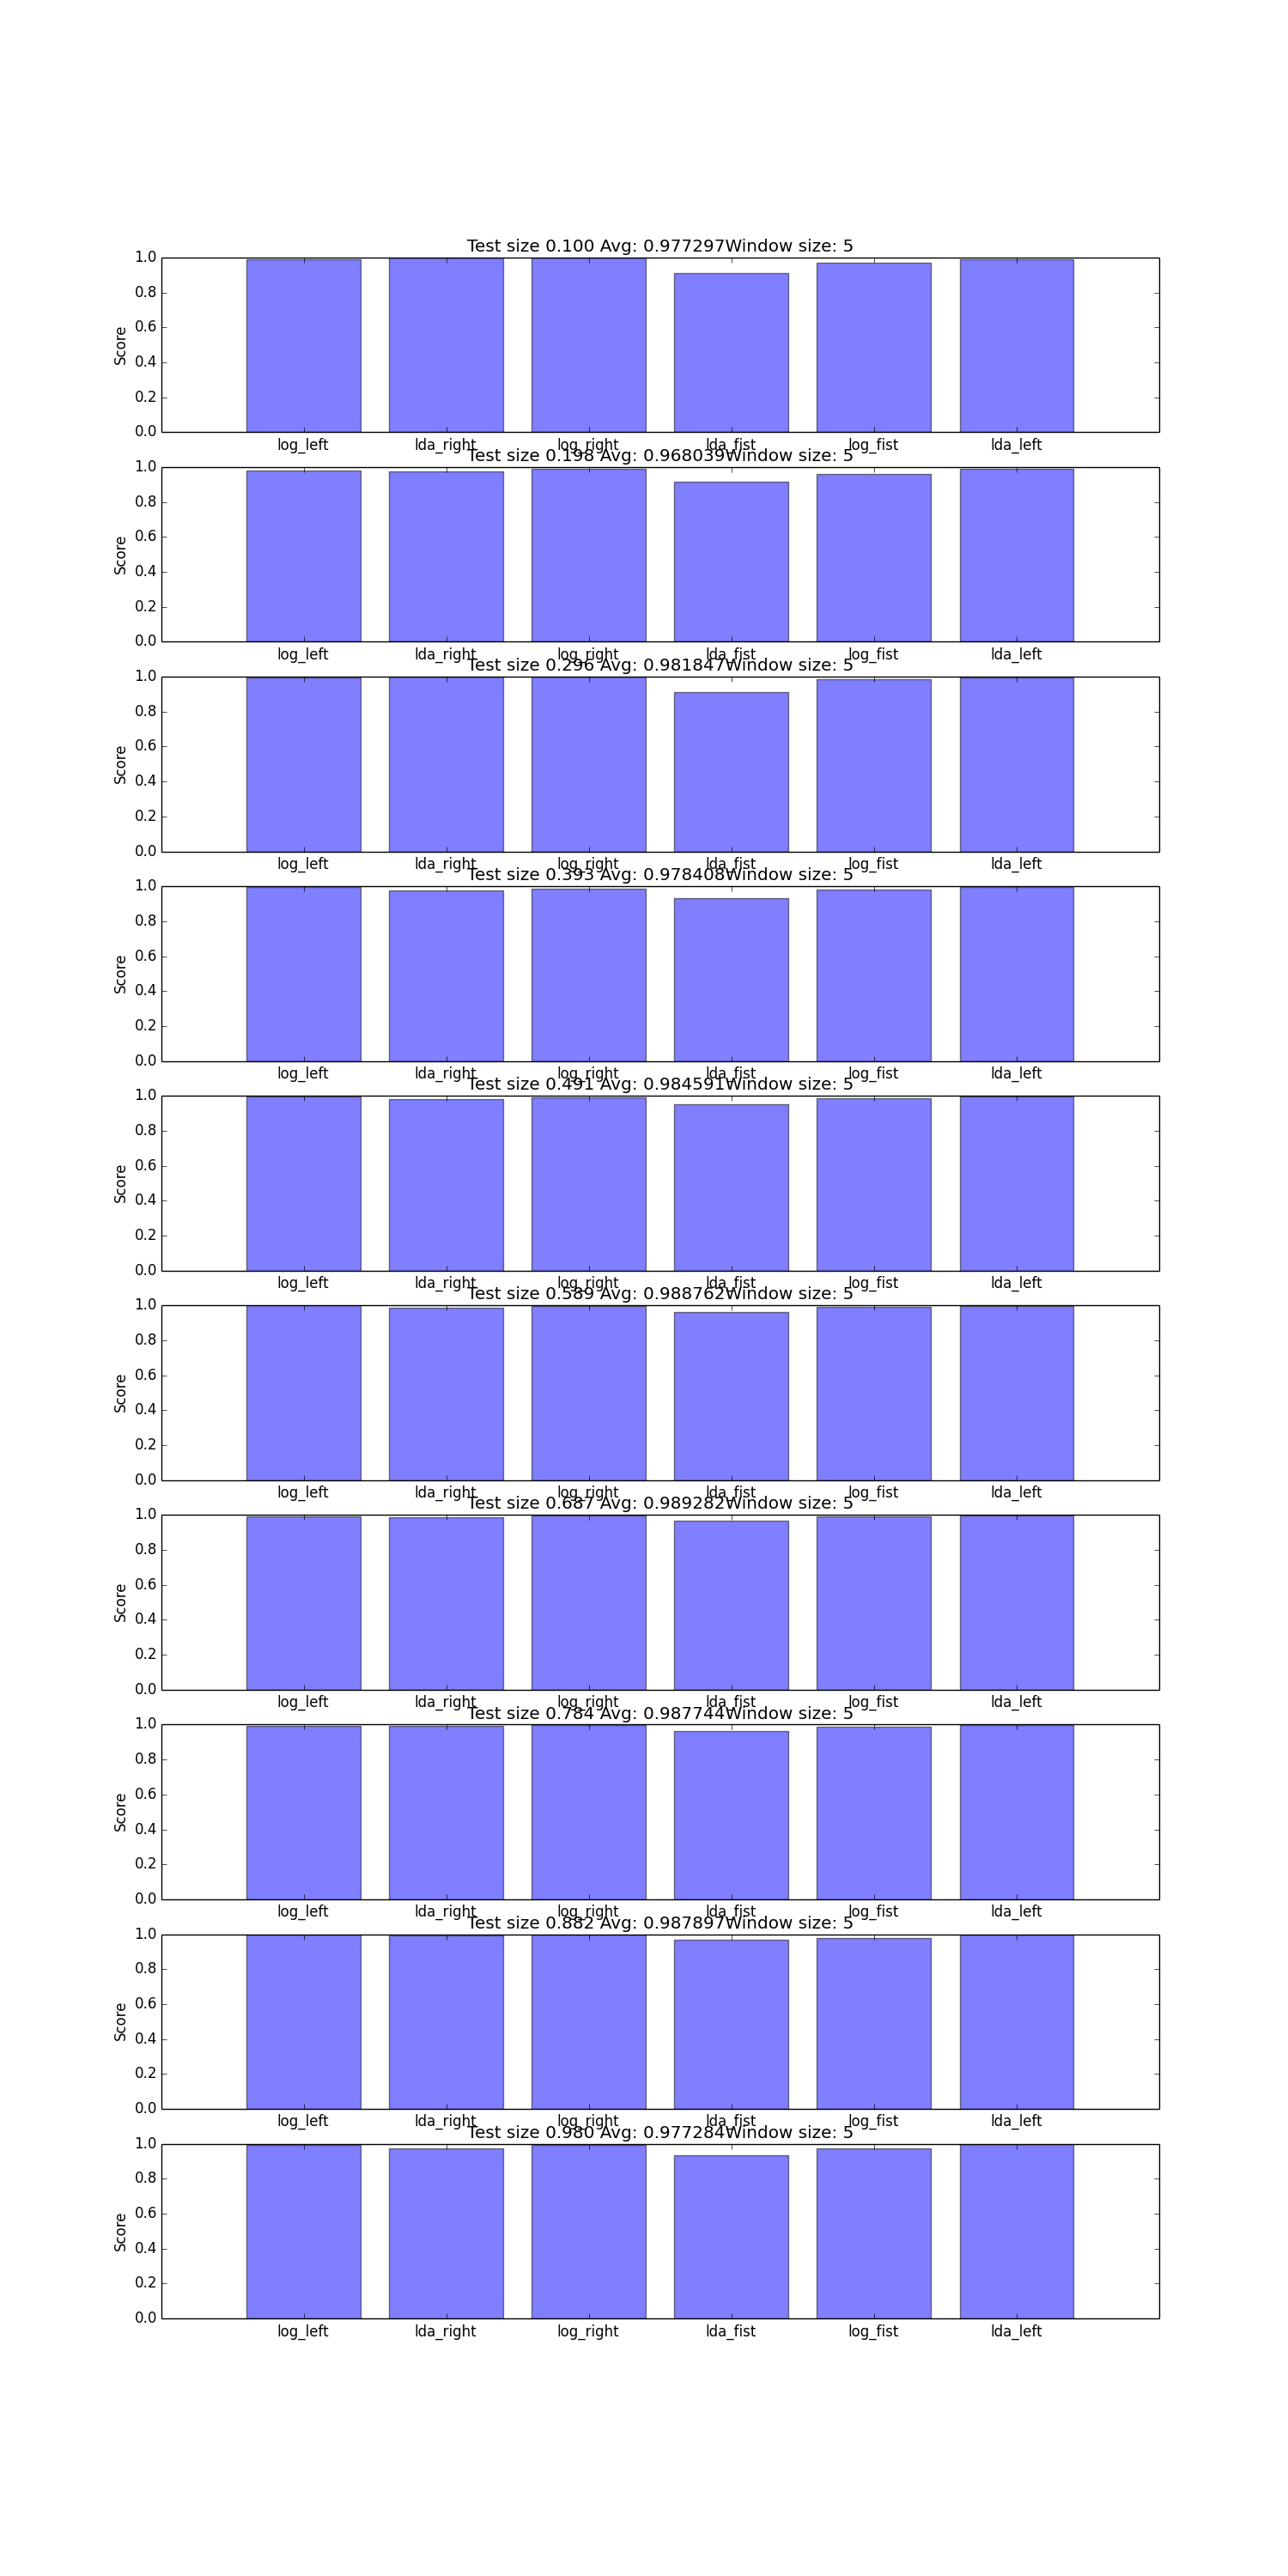 Test size 0.100 Avg: 0.977297Window size: 5
1.0
0.8
0.6
0.4
0.2
0.0
Score
log_left lda_right log_right lda_fist log_fist lda_left
Test size 0.198 Avg: 0.968039Window size: 5
1.0
0.8
0.6
0.4
0.2
0.0
Score
log_left lda_right log_right lda_fist log_fist lda_left
Test size 0.296 Avg: 0.981847Window size: 5
1.0
0.8
0.6
0.4
0.2
0.0
Score
log_left lda_right log_right lda_fist log_fist lda_left
Test size 0.393 Avg: 0.978408Window size: 5
1.0
0.8
0.6
0.4
0.2
0.0
Score
log_left lda_right log_right lda_fist log_fist lda_left
Test size 0.491 Avg: 0.984591Window size: 5
1.0
0.8
0.6
0.4
0.2
0.0
Score
log_left lda_right log_right lda_fist log_fist lda_left
Test size 0.589 Avg: 0.988762Window size: 5
1.0
0.8
0.6
0.4
0.2
0.0
Score
log_left lda_right log_right lda_fist log_fist lda_left
Test size 0.687 Avg: 0.989282Window size: 5
1.0
0.8
0.6
0.4
0.2
0.0
Score
log_left lda_right log_right lda_fist log_fist lda_left
Test size 0.784 Avg: 0.987744Window size: 5
1.0
0.8
0.6
0.4
0.2
0.0
Score
log_left lda_right log_right lda_fist log_fist lda_left
Test size 0.882 Avg: 0.987897Window size: 5
1.0
0.8
0.6
0.4
0.2
0.0
Score
log_left lda_right log_right lda_fist log_fist lda_left
Test size 0.980 Avg: 0.977284Window size: 5
1.0
0.8
0.6
0.4
0.2
0.0
Score
log_left lda_right log_right lda_fist log_fist lda_left